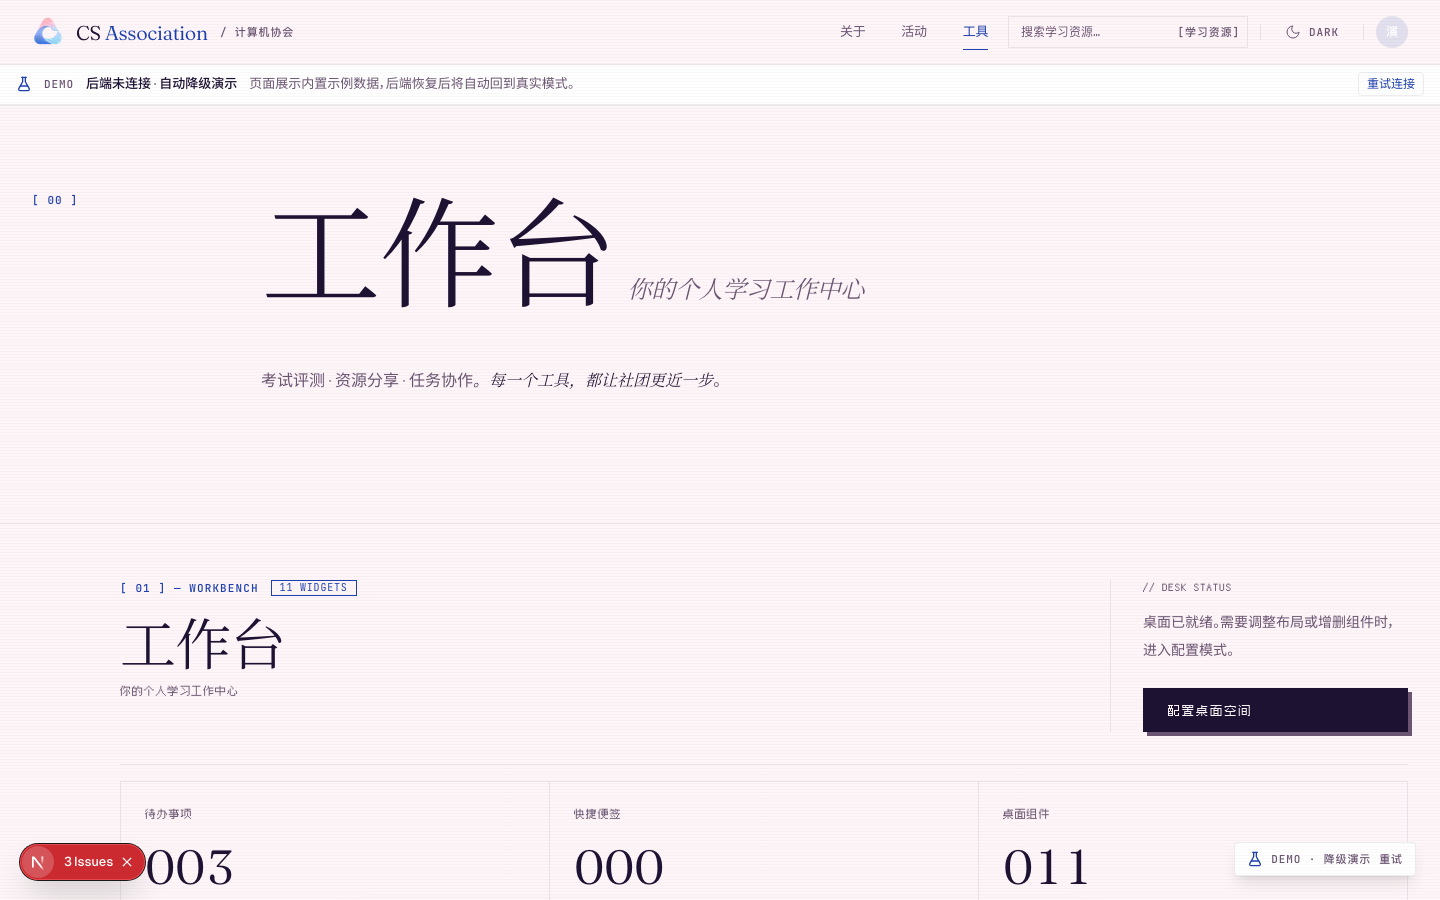 CS Association / 计算机协会
关于 活动 工具 搜索学习资源… [学习资源] DARK 演
DEMO 后端未连接 · 自动降级演示 页面展示内置示例数据，后端恢复后将自动回到真实模式。 重试连接
[ 00 ]
工作台 你的个人学习工作中心
考试评测 · 资源分享 · 任务协作。每一个工具，都让社团更近一步。
[ 01 ] — WORKBENCH 11 WIDGETS
工作台
你的个人学习工作中心
// DESK STATUS
桌面已就绪。需要调整布局或增删组件时，
进入配置模式。
配置桌面空间
待办事项
003
快捷便签
000
桌面组件
011
3 Issues
DEMO · 降级演示 重试